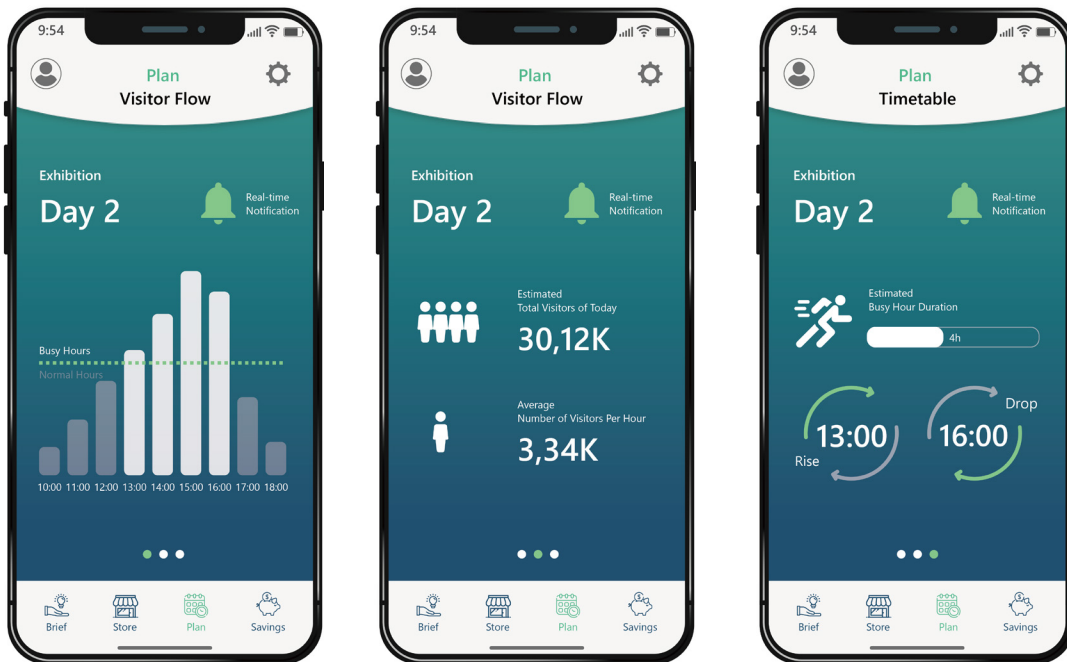 9:54
Plan
Visitor Flow
Exhibition
Day 2
Real-time
Notification
Busy Hours
Normal Hours
10:00 11:00 12:00 13:00 14:00 15:00 16:00 17:00 18:00
Brief Store Plan Savings
9:54
Plan
Visitor Flow
Exhibition
Day 2
Real-time
Notification
Estimated
Total Visitors of Today
30,12K
Average
Number of Visitors Per Hour
3,34K
Brief Store Plan Savings
9:54
Plan
Timetable
Exhibition
Day 2
Real-time
Notification
Estimated
Busy Hour Duration
4h
Drop
13:00 16:00
Rise
Brief Store Plan Savings